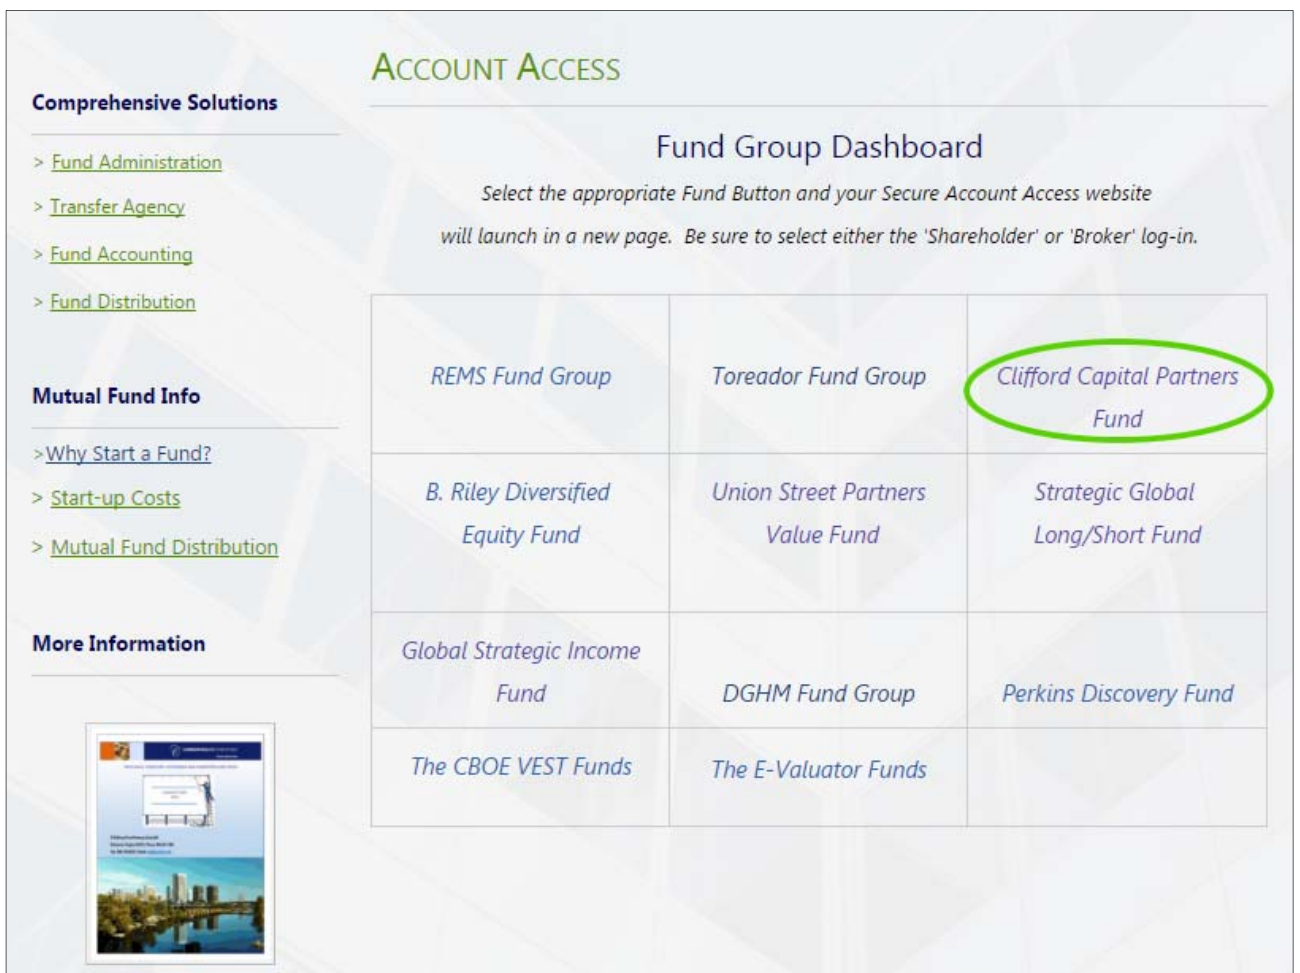 ACCOUNT ACCESS
Comprehensive Solutions
> Fund Administration
> Transfer Agency
> Fund Accounting
> Fund Distribution
Mutual Fund Info
>Why Start a Fund?
> Start-up Costs
> Mutual Fund Distribution
More Information
Fund Group Dashboard
Select the appropriate Fund Button and your Secure Account Access website
will launch in a new page. Be sure to select either the 'Shareholder' or 'Broker' log-in.
REMS Fund Group
Toreador Fund Group
Clifford Capital Partners
Fund
B. Riley Diversified
Equity Fund
Union Street Partners
Value Fund
Strategic Global
Long/Short Fund
Global Strategic Income
Fund
DGHM Fund Group
Perkins Discovery Fund
The CBOE VEST Funds
The E-Valuator Funds